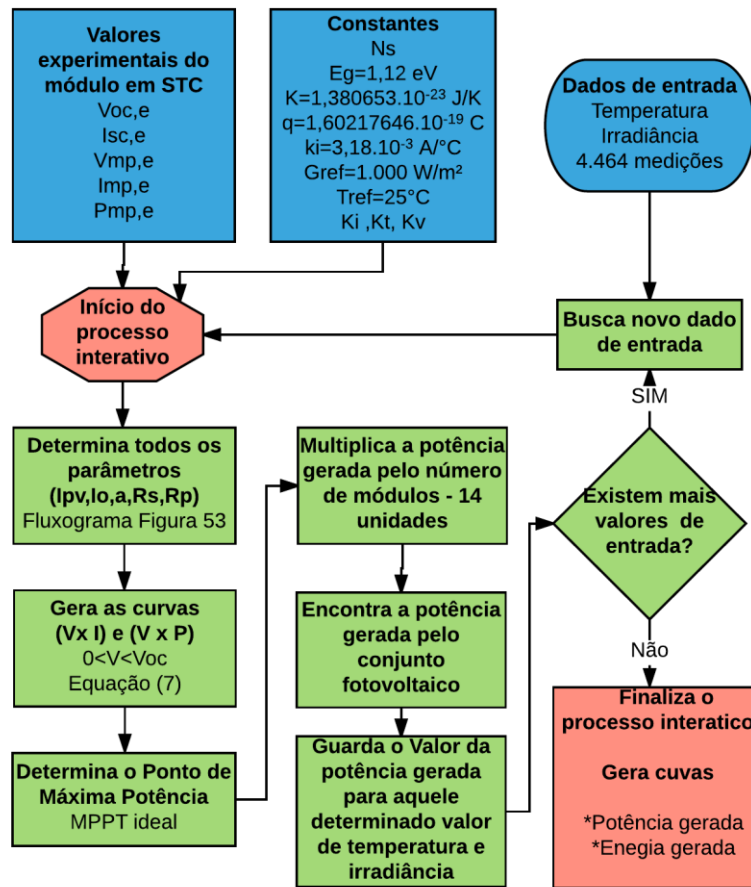 Valores
experimentais do
módulo em STC
Voc,e
Isc,e
Vmp,e
Imp,e
Pmp,e
Constantes
Ns
Eg=1,12 eV
K=1,380653.10⁻²³ J/K
q=1,60217646.10⁻¹⁹ C
ki=3,18.10⁻³ A/°C
Gref=1.000 W/m²
Tref=25°C
Ki ,Kt, Kv
Dados de entrada
Temperatura
Irradiância
4.464 medições
Início do
processo
interativo
Busca novo dado
de entrada
SIM
Determina todos os
parâmetros
(Ipv,Io,a,Rs,Rp)
Fluxograma Figura 53
Gera as curvas
(Vx I) e (V x P)
0<V<Voc
Equação (7)
Determina o Ponto de
Máxima Potência
MPPT ideal
Multiplica a potência
gerada pelo número
de módulos - 14
unidades
Encontra a potência
gerada pelo
conjunto
fotovoltaico
Guarda o Valor da
potência gerada
para aquele
determinado valor
de temperatura e
irradiância
Existem mais
valores de
entrada?
Não
Finaliza o
processo interatico
Gera cuvas
*Potência gerada
*Enegia gerada